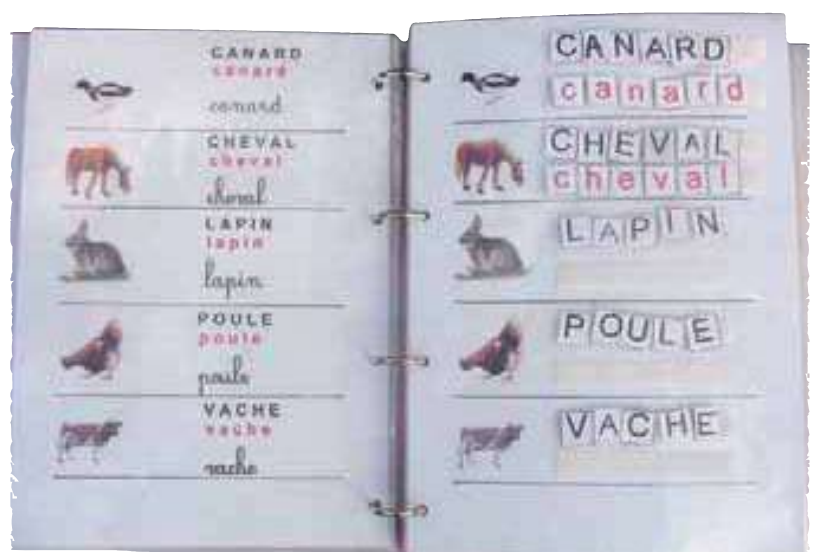 CANARD
canard
canard
CHEVAL
cheval
cheval
LAPIN
lapin
lapin
POULE
poule
poule
VACHE
vache
vache
CANARD
canard
CHEVAL
cheval
LAPIN
POULE
VACHE